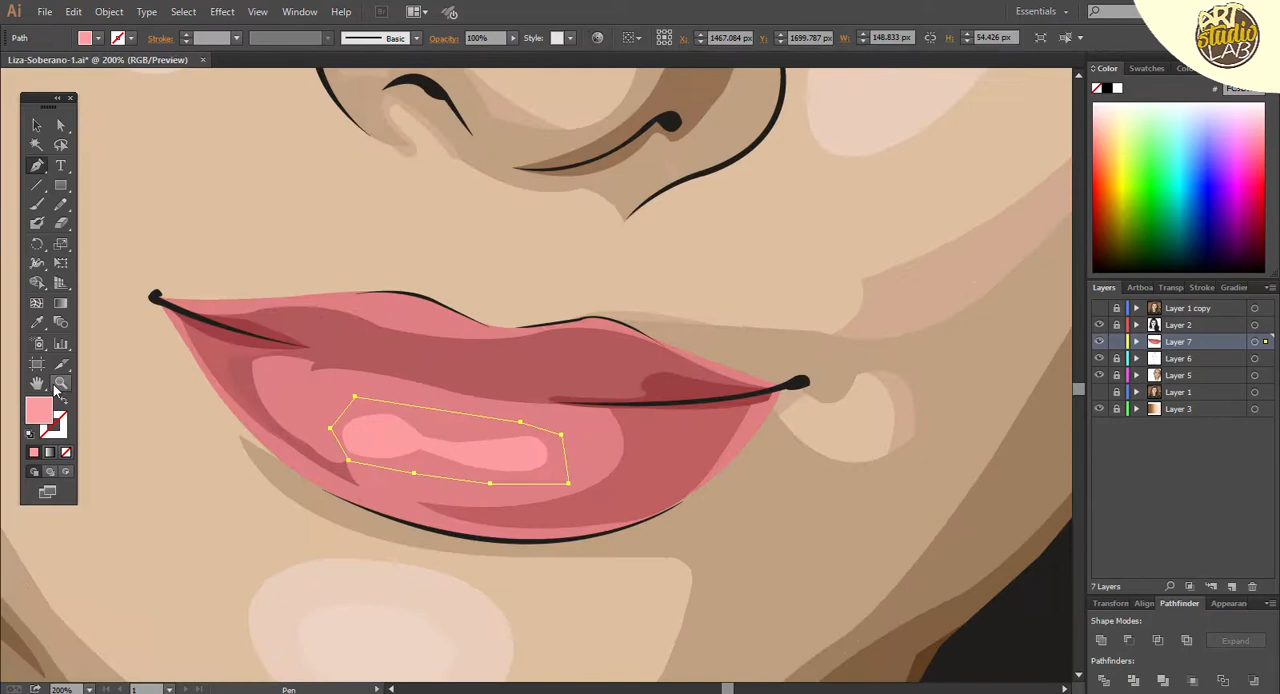 Ai File Edit Object Type Select Effect View Window Help Br Essentials
Path Stroke: Basic Opacity: 100% Style: X: 1467.084 px Y: 1699.787 px W: 148.833 px H: 54.426 px
ART Studio LAB
Liza-Soberano-1.ai* @ 200% (RGB/Preview) ×
Color Swatches
#
Layers Artboa Transp Stroke Gradier
Layer 1 copy
Layer 2
Layer 7
Layer 6
Layer 5
Layer 1
Layer 3
7 Layers
Transform Align Pathfinder Appearan
Shape Modes:
Expand
Pathfinders:
200% 1 Pen